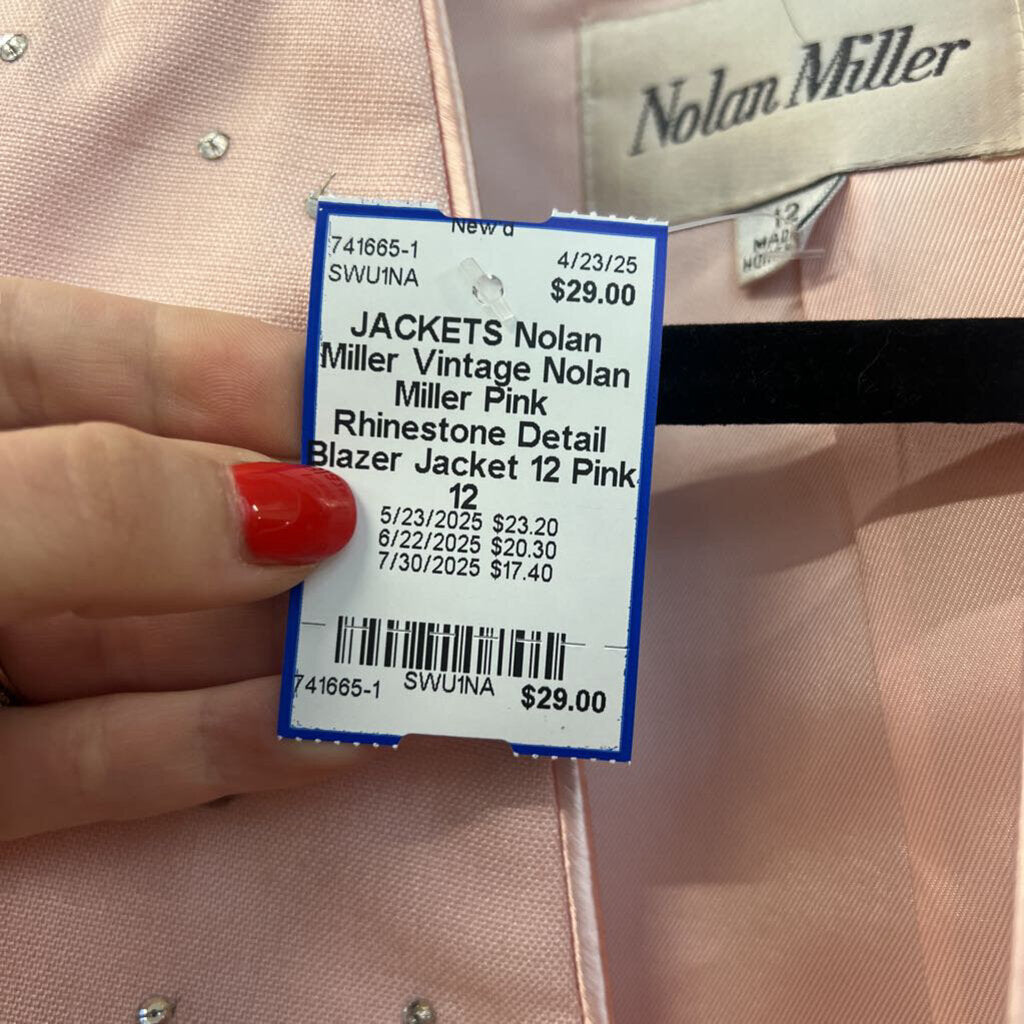 Nolan Miller
12
MADE
New'd
741665-1
4/23/25
SWU1NA
$29.00
JACKETS Nolan
Miller Vintage Nolan
Miller Pink
Rhinestone Detail
Blazer Jacket 12 Pink
12
5/23/2025 $23.20
6/22/2025 $20.30
7/30/2025 $17.40
741665-1 SWU1NA $29.00